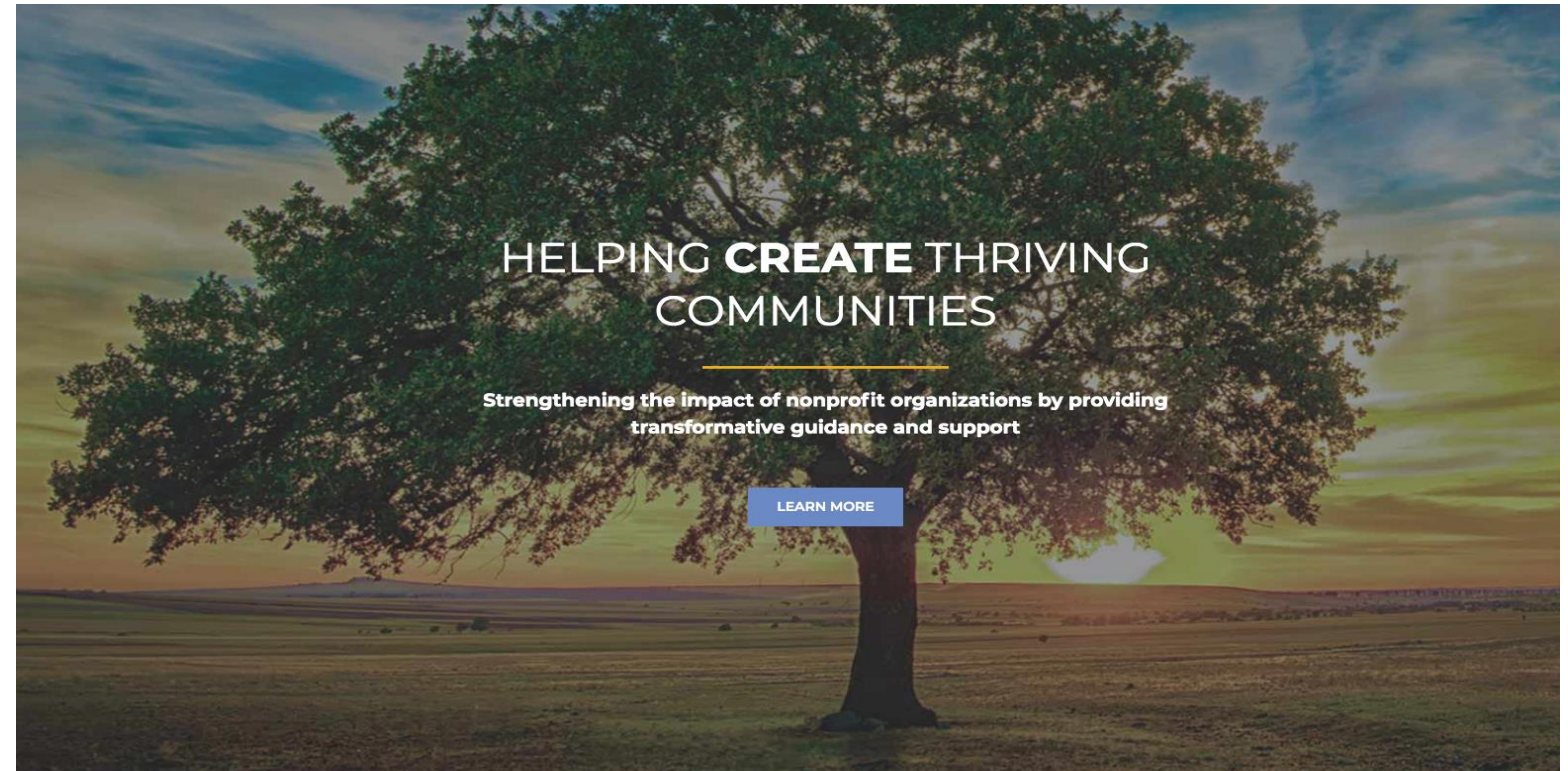 HELPING CREATE THRIVING
COMMUNITIES
Strengthening the impact of nonprofit organizations by providing
transformative guidance and support
LEARN MORE